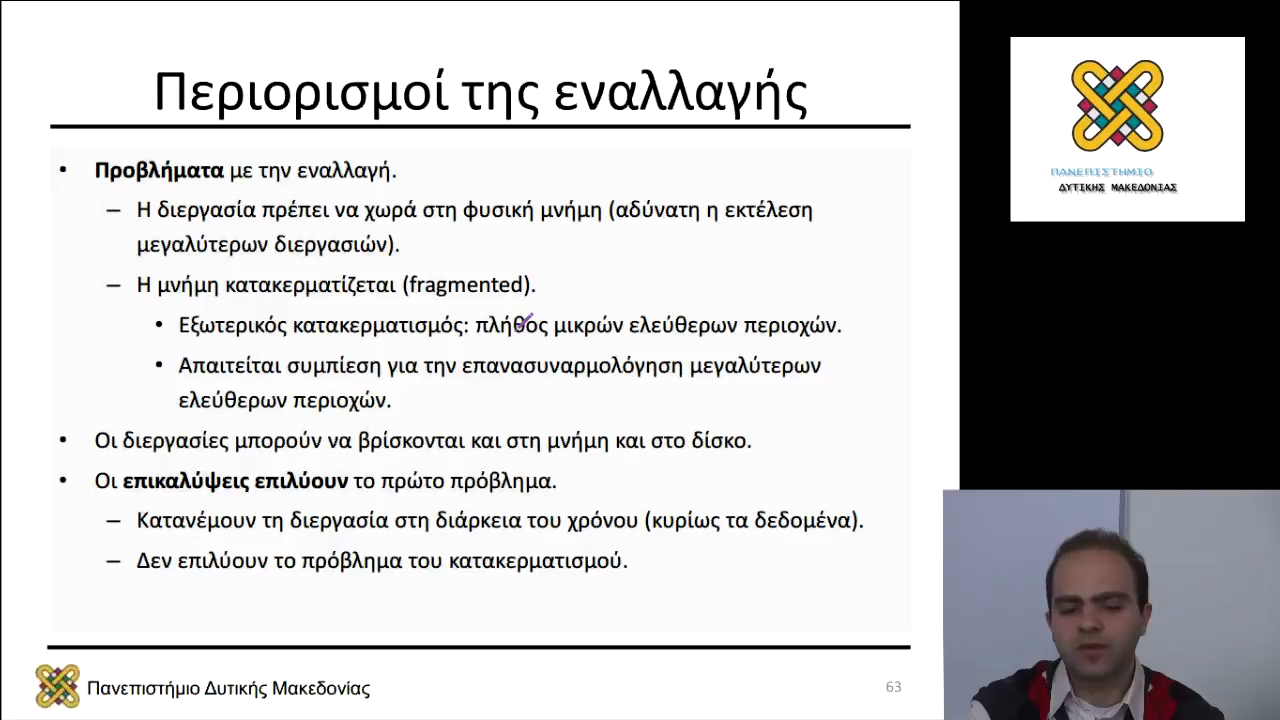 Περιορισμοί της εναλλαγής
• Προβλήματα με την εναλλαγή.
– Η διεργασία πρέπει να χωρά στη φυσική μνήμη (αδύνατη η εκτέλεση
μεγαλύτερων διεργασιών).
– Η μνήμη κατακερματίζεται (fragmented).
• Εξωτερικός κατακερματισμός: πλήθος μικρών ελεύθερων περιοχών.
• Απαιτείται συμπίεση για την επανασυναρμολόγηση μεγαλύτερων
ελεύθερων περιοχών.
• Οι διεργασίες μπορούν να βρίσκονται και στη μνήμη και στο δίσκο.
• Οι επικαλύψεις επιλύουν το πρώτο πρόβλημα.
– Κατανέμουν τη διεργασία στη διάρκεια του χρόνου (κυρίως τα δεδομένα).
– Δεν επιλύουν το πρόβλημα του κατακερματισμού.
Πανεπιστήμιο Δυτικής Μακεδονίας
63
ΠΑΝΕΠΙΣΤΗΜΙΟ
ΔΥΤΙΚΗΣ ΜΑΚΕΔΟΝΙΑΣ